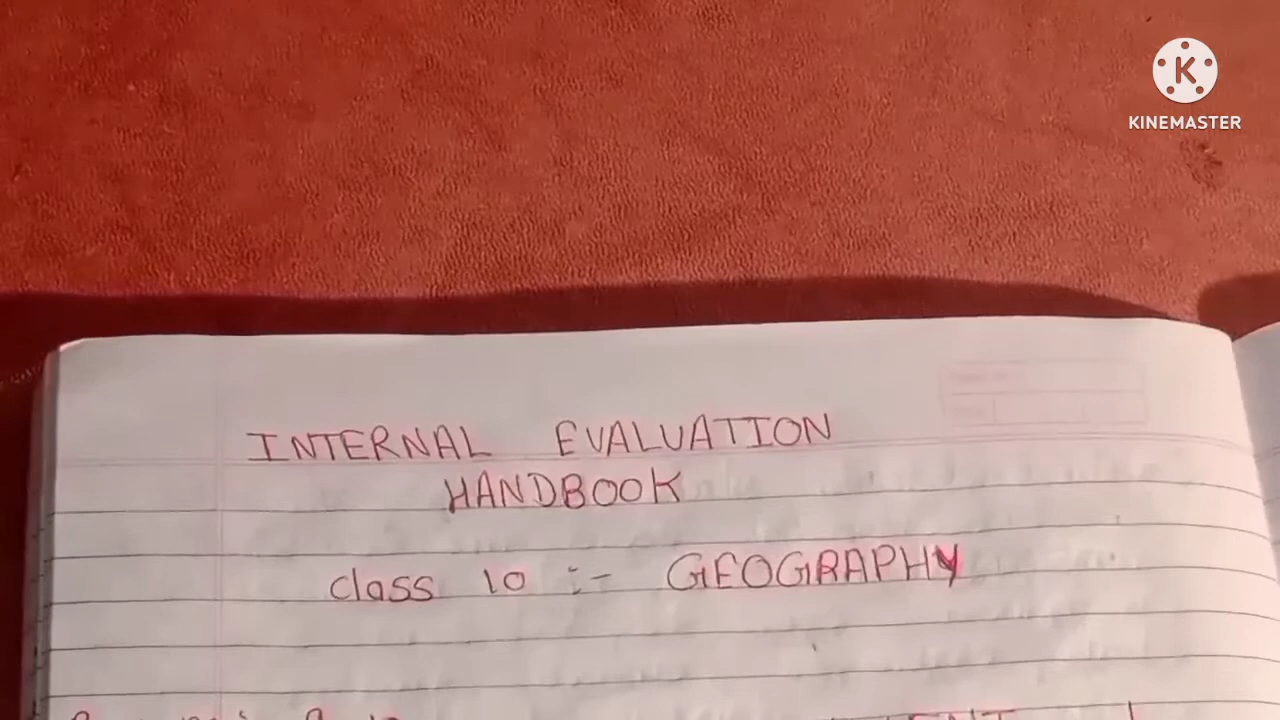 KINEMASTER
INTERNAL EVALUATION
HANDBOOK
class 10 :- GEOGRAPHY